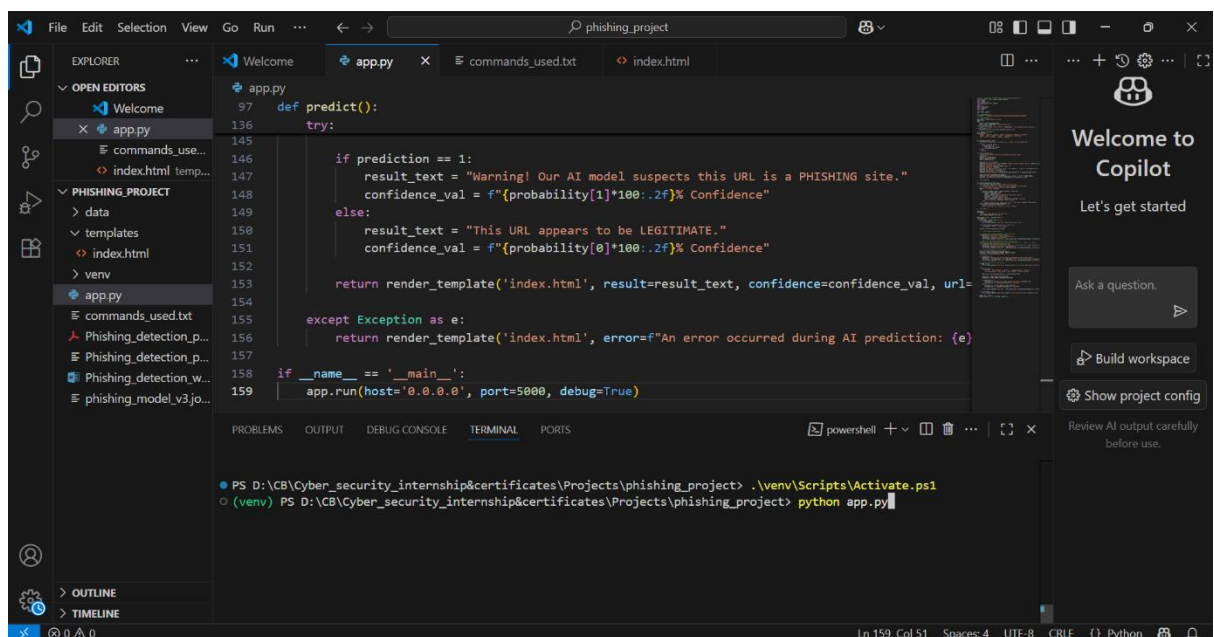 File Edit Selection View Go Run ··· phishing_project
EXPLORER ···
OPEN EDITORS
Welcome
app.py
commands_use...
index.html temp...
PHISHING_PROJECT
data
templates
index.html
venv
app.py
commands_used.txt
Phishing_detection_p...
Phishing_detection_p...
Phishing_detection_w...
phishing_model_v3.jo...
OUTLINE
TIMELINE
Welcome app.py commands_used.txt index.html
app.py
97 def predict():
136 try:
145
146 if prediction == 1:
147 result_text = "Warning! Our AI model suspects this URL is a PHISHING site."
148 confidence_val = f"{probability[1]*100:.2f}% Confidence"
149 else:
150 result_text = "This URL appears to be LEGITIMATE."
151 confidence_val = f"{probability[0]*100:.2f}% Confidence"
152
153 return render_template('index.html', result=result_text, confidence=confidence_val, url=
154
155 except Exception as e:
156 return render_template('index.html', error=f"An error occurred during AI prediction: {e}
157
158 if __name__ == '__main__':
159 app.run(host='0.0.0.0', port=5000, debug=True)
PROBLEMS OUTPUT DEBUG CONSOLE TERMINAL PORTS powershell
PS D:\CB\Cyber_security_internship&certificates\Projects\phishing_project> .\venv\Scripts\Activate.ps1
(venv) PS D:\CB\Cyber_security_internship&certificates\Projects\phishing_project> python app.py
Welcome to
Copilot
Let's get started
Ask a question.
Build workspace
Show project config
Review AI output carefully
before use.
0 0 Ln 159, Col 51 Spaces: 4 UTF-8 CRLF {} Python